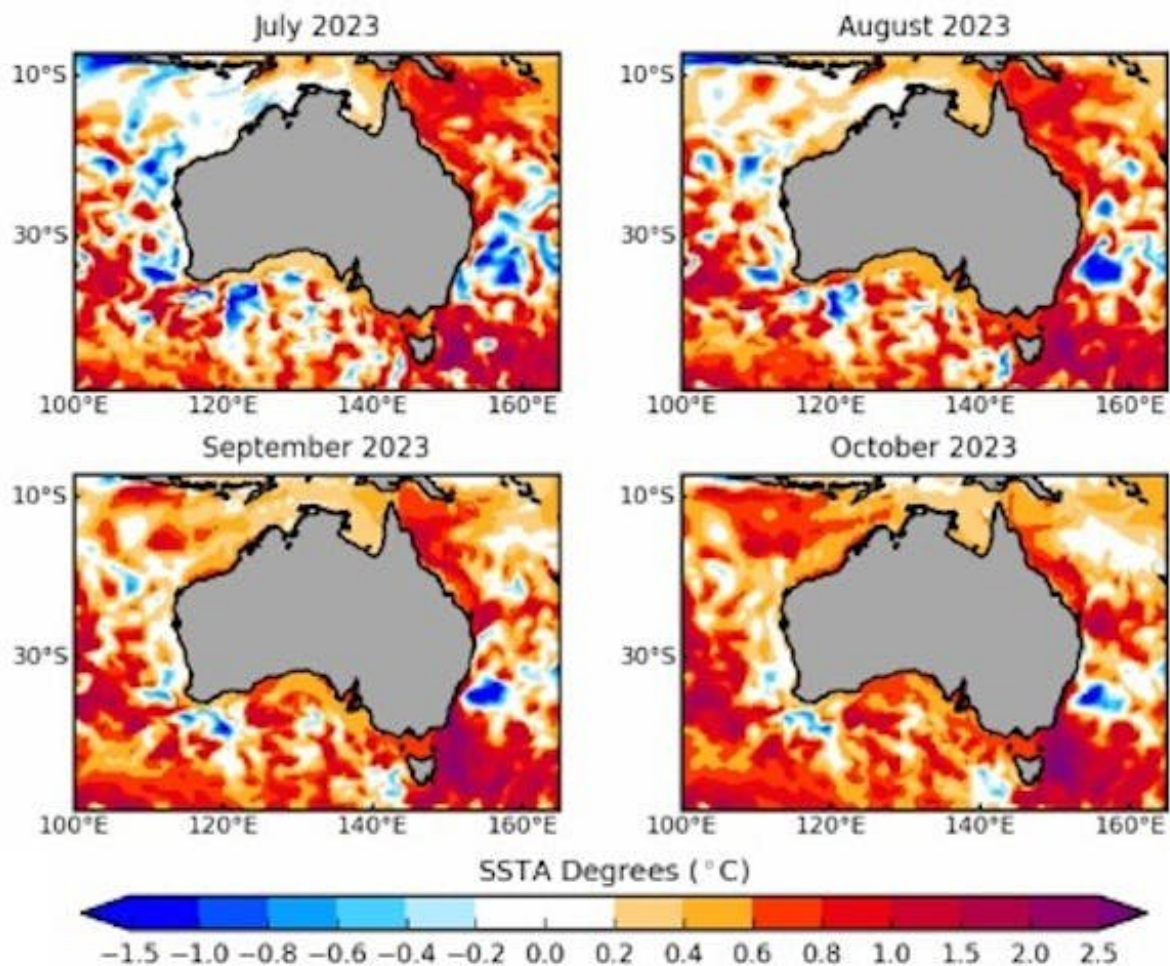 July 2023
August 2023
10°S
30°S
100°E 120°E 140°E 160°E
10°S
30°S
100°E 120°E 140°E 160°E
September 2023
October 2023
10°S
30°S
100°E 120°E 140°E 160°E
10°S
30°S
100°E 120°E 140°E 160°E
SSTA Degrees (°C)
−1.5 −1.0 −0.8 −0.6 −0.4 −0.2 0.0 0.2 0.4 0.6 0.8 1.0 1.5 2.0 2.5